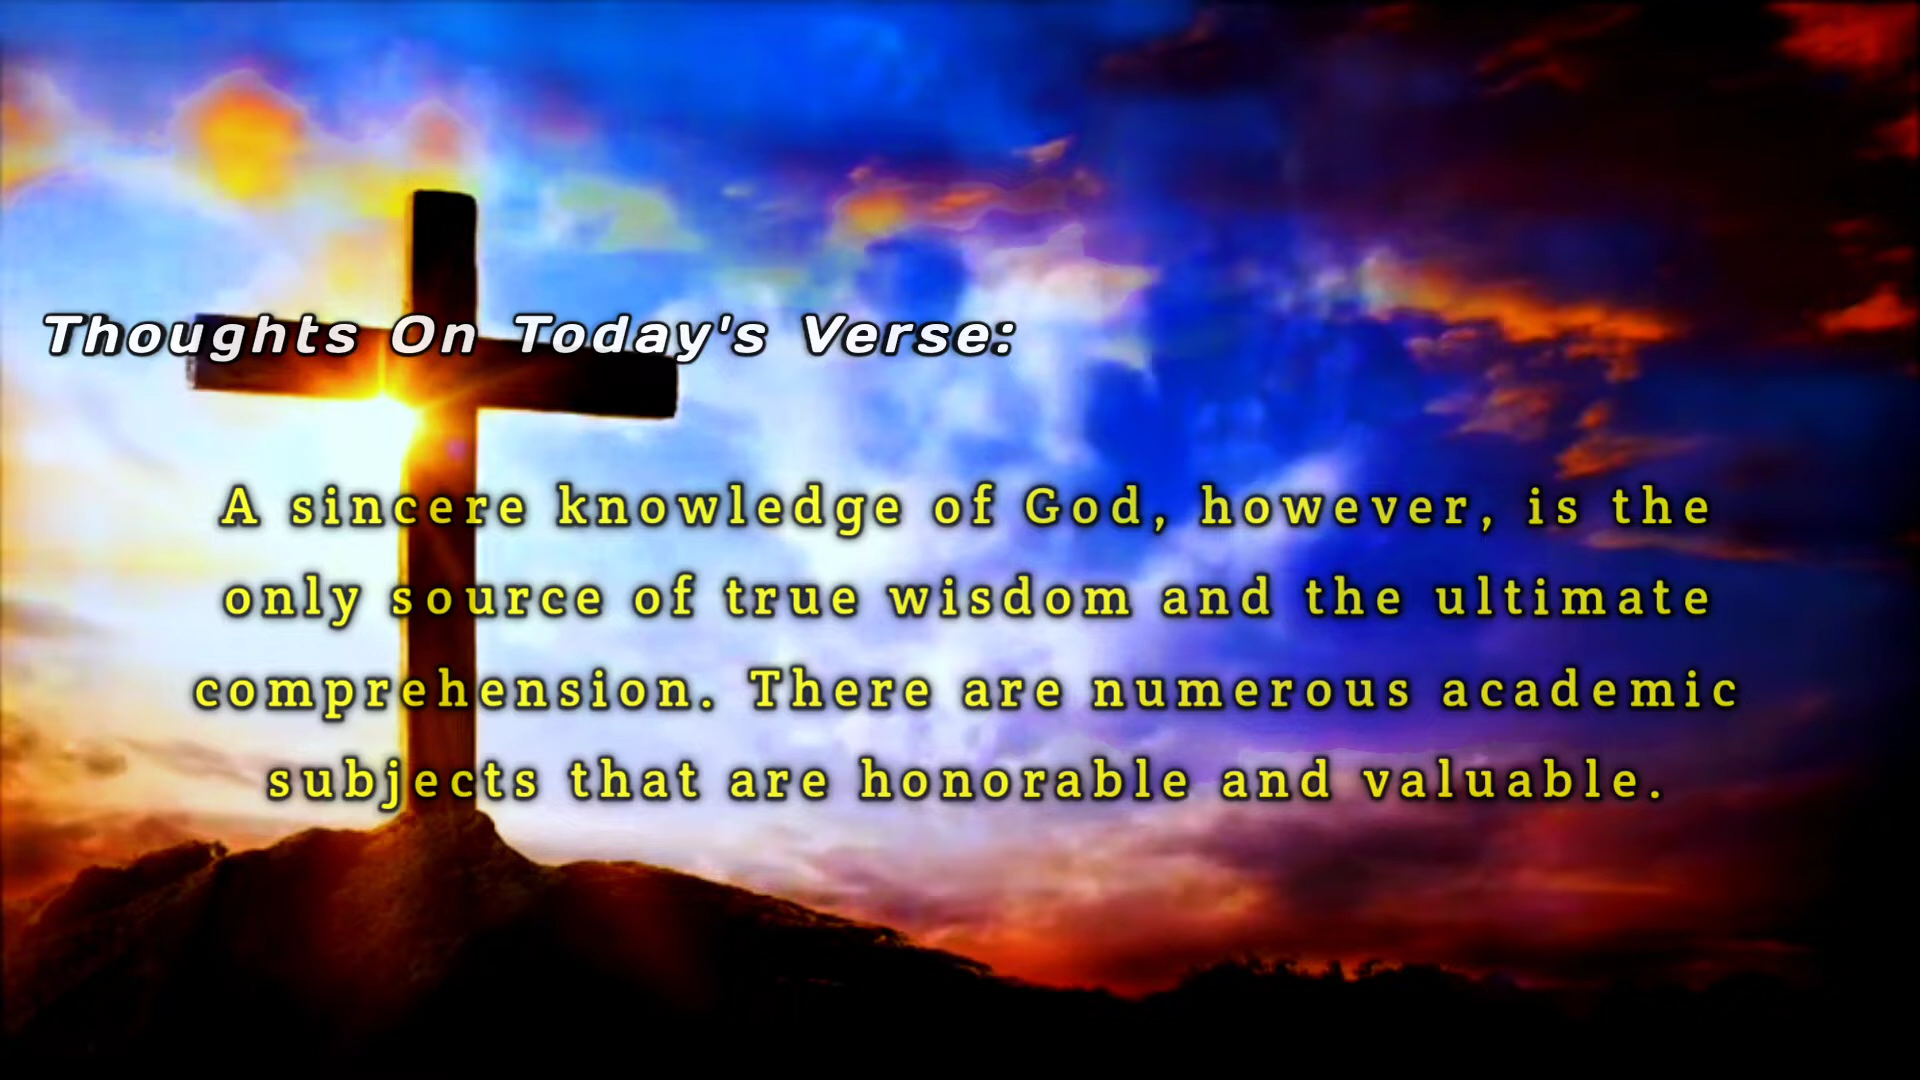 Thoughts On Today's Verse:
A sincere knowledge of God, however, is the
only source of true wisdom and the ultimate
comprehension. There are numerous academic
subjects that are honorable and valuable.